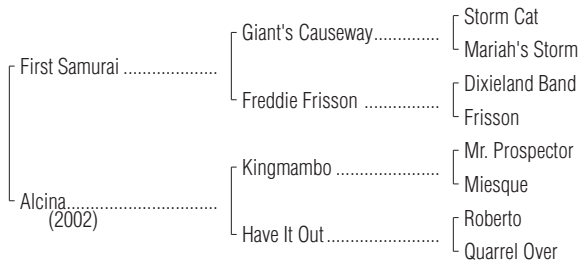 Storm Cat
Giant's Causeway..............
Mariah's Storm
First Samurai ....................
Dixieland Band
Freddie Frisson ................
Frisson
Mr. Prospector
Kingmambo ......................
Miesque
Alcina................................
(2002)
Roberto
Have It Out........................
Quarrel Over